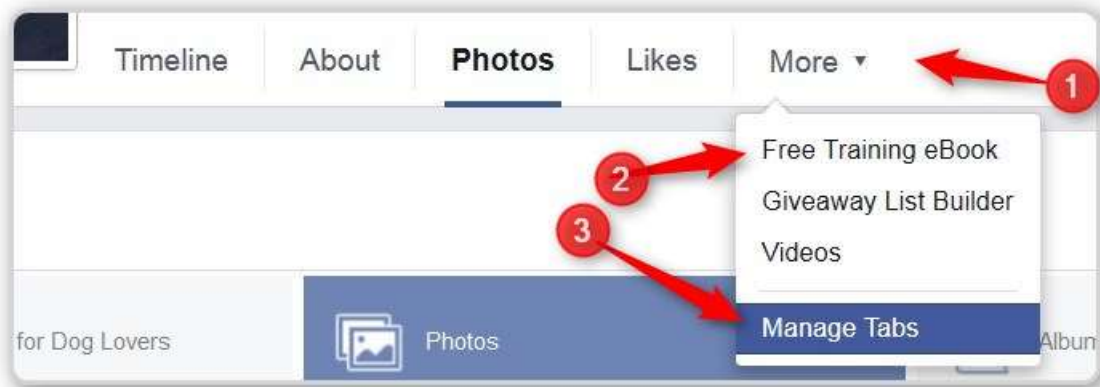 Timeline About Photos Likes More ▾
1
Free Training eBook
2
Giveaway List Builder
3
Videos
Manage Tabs
for Dog Lovers Photos Album